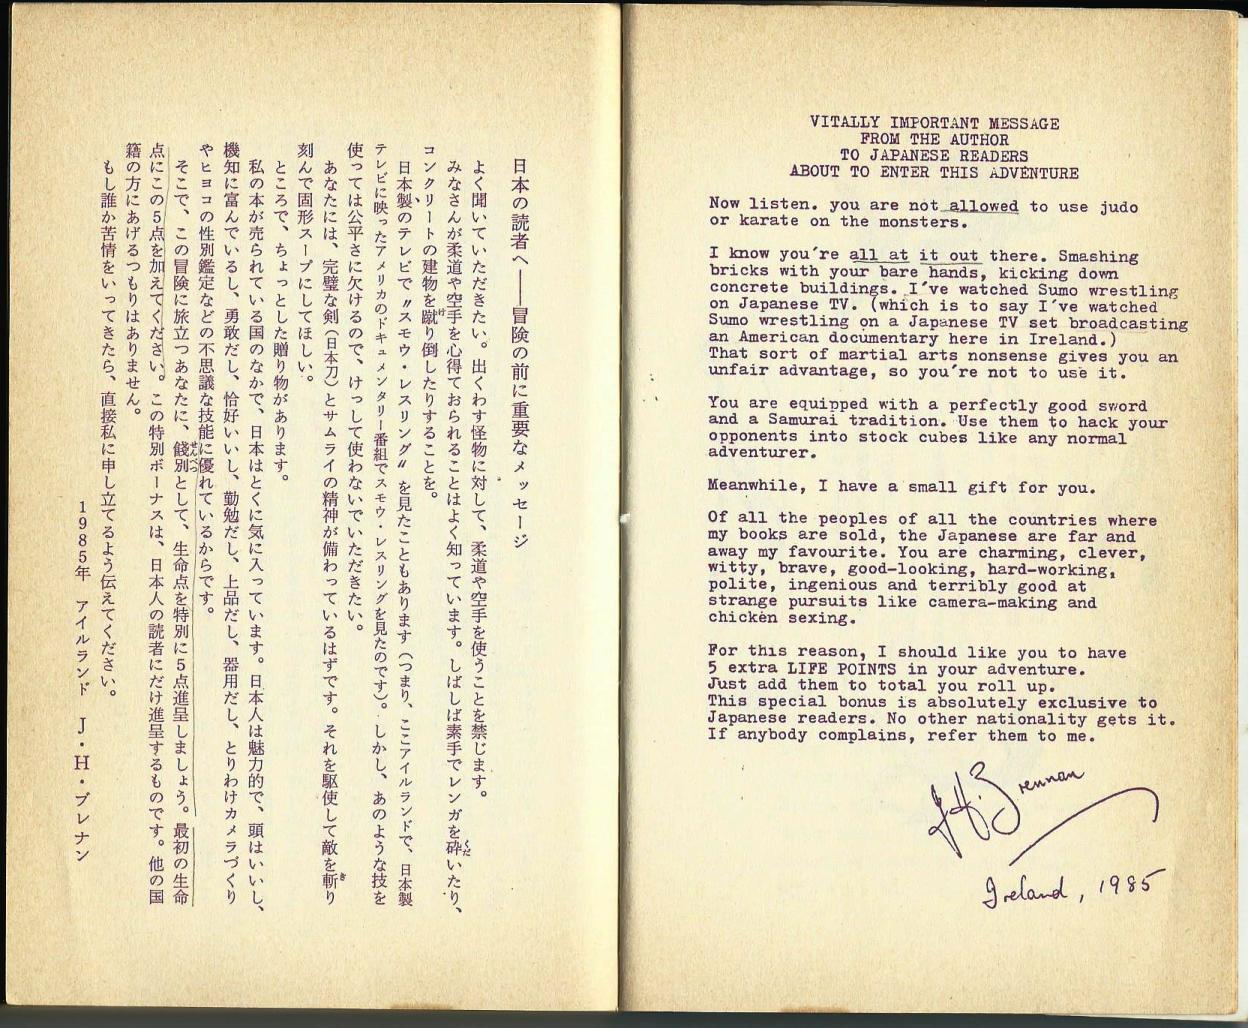 VITALLY IMPORTANT MESSAGE
FROM THE AUTHOR
TO JAPANESE READERS
ABOUT TO ENTER THIS ADVENTURE
Now listen. you are not allowed to use judo
or karate on the monsters.
I know you're all at it out there. Smashing
bricks with your bare hands, kicking down
concrete buildings. I've watched Sumo wrestling
on Japanese TV. (which is to say I've watched
Sumo wrestling on a Japanese TV set broadcasting
an American documentary here in Ireland.)
That sort of martial arts nonsense gives you an
unfair advantage, so you're not to use it.
You are equipped with a perfectly good sword
and a Samurai tradition. Use them to hack your
opponents into stock cubes like any normal
adventurer.
Meanwhile, I have a small gift for you.
Of all the peoples of all the countries where
my books are sold, the Japanese are far and
away my favourite. You are charming, clever,
witty, brave, good-looking, hard-working,
polite, ingenious and terribly good at
strange pursuits like camera-making and
chicken sexing.
For this reason, I should like you to have
5 extra LIFE POINTS in your adventure.
Just add them to total you roll up.
This special bonus is absolutely exclusive to
Japanese readers. No other nationality gets it.
If anybody complains, refer them to me.
J.H. Brennan
Ireland, 1985
日本の読者へ――冒険の前に重要なメッセージ
よく聞いていただきたい。出くわす怪物に対して、柔道や空手を使うことを禁じます。
みなさんが柔道や空手を心得ておられることはよく知っています。しばしば素手でレンガを砕いたり、
コンクリートの建物を蹴り倒したりすることを。
日本製のテレビで〝スモウ・レスリング〟を見たこともあります（つまり、ここアイルランドで、日本製
テレビに映ったアメリカのドキュメンタリー番組でスモウ・レスリングを見たのです）。しかし、あのような技を
使っては公平さに欠けるので、けっして使わないでいただきたい。
あなたには、完璧な剣（日本刀）とサムライの精神が備わっているはずです。それを駆使して敵を斬り
刻んで固形スープにしてほしい。
ところで、ちょっとした贈り物があります。
私の本が売られている国のなかで、日本はとくに気に入っています。日本人は魅力的で、頭はいいし、
機知に富んでいるし、勇敢だし、恰好いいし、勤勉だし、上品だし、器用だし、とりわけカメラづくり
やヒヨコの性別鑑定などの不思議な技能に優れているからです。
そこで、この冒険に旅立つあなたに、餞別として、生命点を特別に5点進呈しましょう。最初の生命
点にこの5点を加えてください。この特別ボーナスは、日本人の読者にだけ進呈するものです。他の国
籍の方にあげるつもりはありません。
もし誰か苦情をいってきたら、直接私に申し立てるよう伝えてください。
1985年　アイルランド　J・H・ブレナン